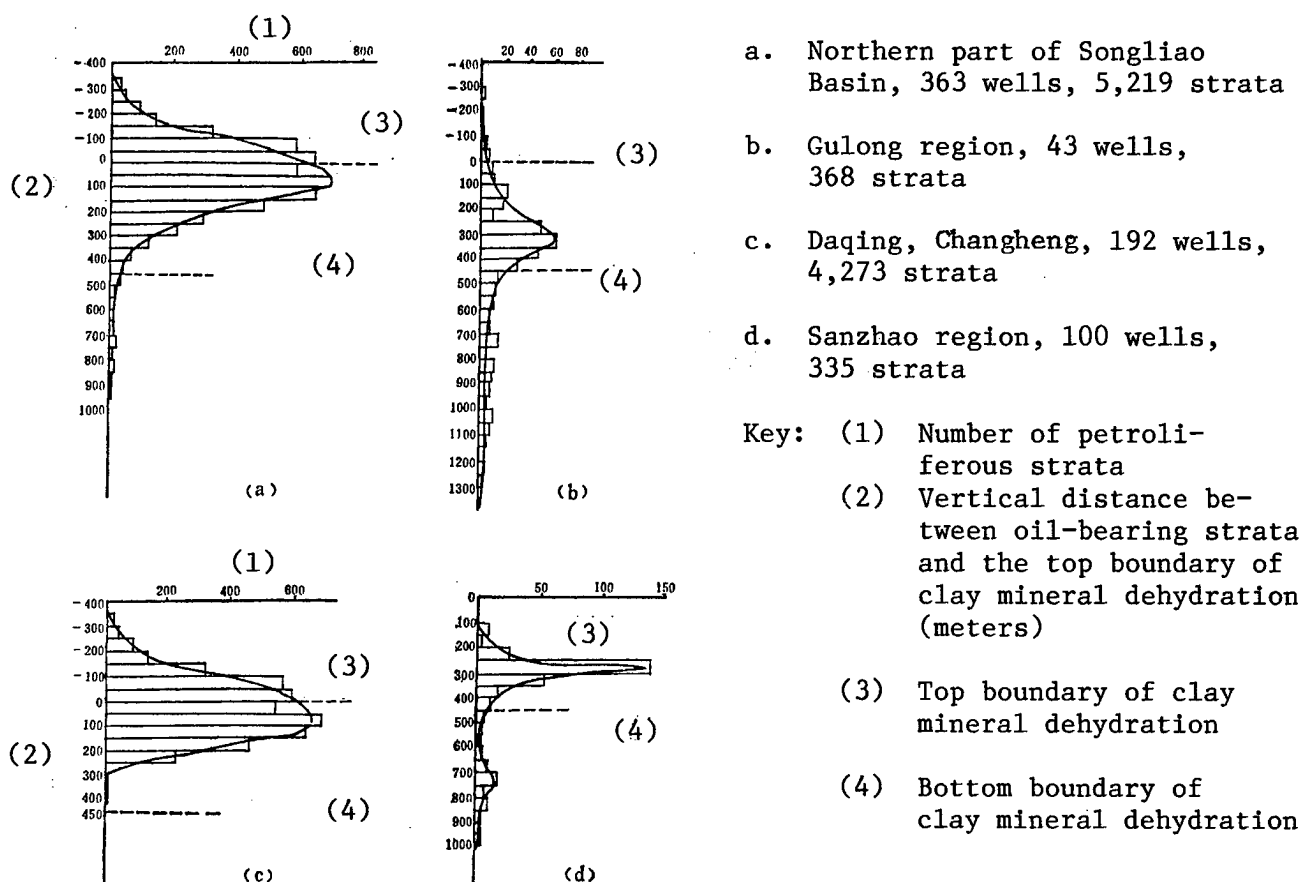 (1)
200 400 600 800
-400
-300
-200
-100
0
100
200
300
400
500
600
700
800
900
1000
(2)
(3)
(4)
(a)
20 40 60 80
-400
-300
-100
0
100
200
300
400
500
600
700
800
900
1000
1100
1200
1300
(3)
(4)
(b)
(1)
200 400 600
-400
-300
-200
-100
0
100
200
300
400
450
(2)
(3)
(4)
(c)
50 100 150
0
100
200
300
400
500
600
700
800
900
1000
(3)
(4)
(d)
a. Northern part of Songliao
Basin, 363 wells, 5,219 strata
b. Gulong region, 43 wells,
368 strata
c. Daqing, Changheng, 192 wells,
4,273 strata
d. Sanzhao region, 100 wells,
335 strata
Key: (1) Number of petroli-
ferous strata
(2) Vertical distance be-
tween oil-bearing strata
and the top boundary of
clay mineral dehydration
(meters)
(3) Top boundary of clay
mineral dehydration
(4) Bottom boundary of
clay mineral dehydration